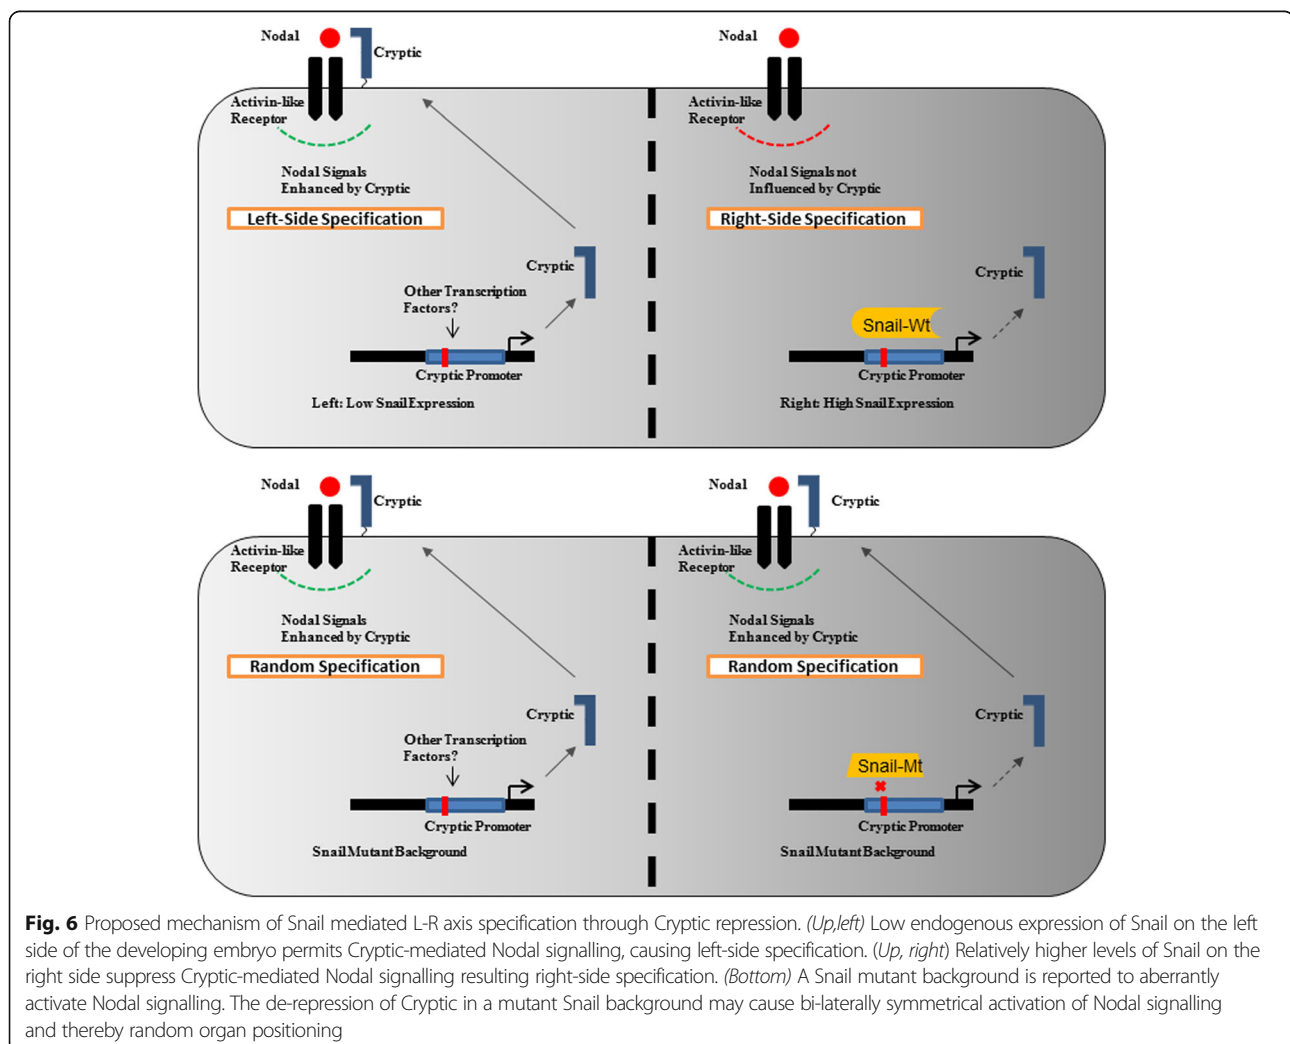 Nodal
Cryptic
Activin-like
Receptor
Nodal Signals
Enhanced by Cryptic
Left-Side Specification
Cryptic
Other Transcription
Factors?
Cryptic Promoter
Left: Low Snail Expression
Nodal
Activin-like
Receptor
Nodal Signals not
Influenced by Cryptic
Right-Side Specification
Cryptic
Snail-Wt
Cryptic Promoter
Right: High Snail Expression
Nodal
Cryptic
Activin-like
Receptor
Nodal Signals
Enhanced by Cryptic
Random Specification
Cryptic
Other Transcription
Factors?
Cryptic Promoter
Snail Mutant Background
Nodal
Cryptic
Activin-like
Receptor
Nodal Signals
Enhanced by Cryptic
Random Specification
Cryptic
Snail-Mt
Cryptic Promoter
Snail Mutant Background
Fig. 6 Proposed mechanism of Snail mediated L-R axis specification through Cryptic repression. (Up,left) Low endogenous expression of Snail on the left
side of the developing embryo permits Cryptic-mediated Nodal signalling, causing left-side specification. (Up, right) Relatively higher levels of Snail on the
right side suppress Cryptic-mediated Nodal signalling resulting right-side specification. (Bottom) A Snail mutant background is reported to aberrantly
activate Nodal signalling. The de-repression of Cryptic in a mutant Snail background may cause bi-laterally symmetrical activation of Nodal signalling
and thereby random organ positioning